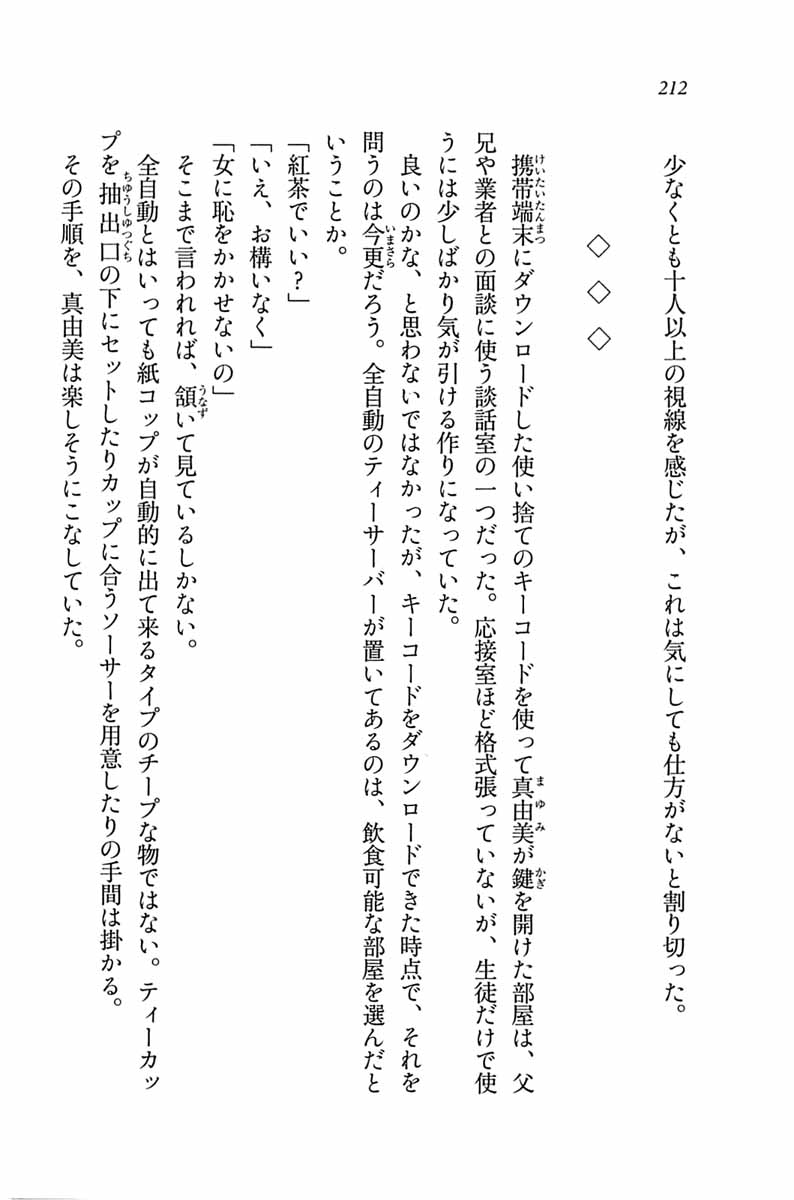 212
少なくとも十人以上の視線を感じたが、これは気にしても仕方がないと割り切った。
◇ ◇ ◇
携帯端末にダウンロードした使い捨てのキーコードを使って真由美が鍵を開けた部屋は、父
兄や業者との面談に使う談話室の一つだった。応接室ほど格式張っていないが、生徒だけで使
うには少しばかり気が引ける作りになっていた。
良いのかな、と思わないではなかったが、キーコードをダウンロードできた時点で、それを
問うのは今更だろう。全自動のティーサーバーが置いてあるのは、飲食可能な部屋を選んだと
いうことか。
「紅茶でいい？」
「いえ、お構いなく」
「女に恥をかかせないの」
そこまで言われれば、頷いて見ているしかない。
全自動とはいっても紙コップが自動的に出て来るタイプのチープな物ではない。ティーカッ
プを抽出口の下にセットしたりカップに合うソーサーを用意したりの手間は掛かる。
その手順を、真由美は楽しそうにこなしていた。